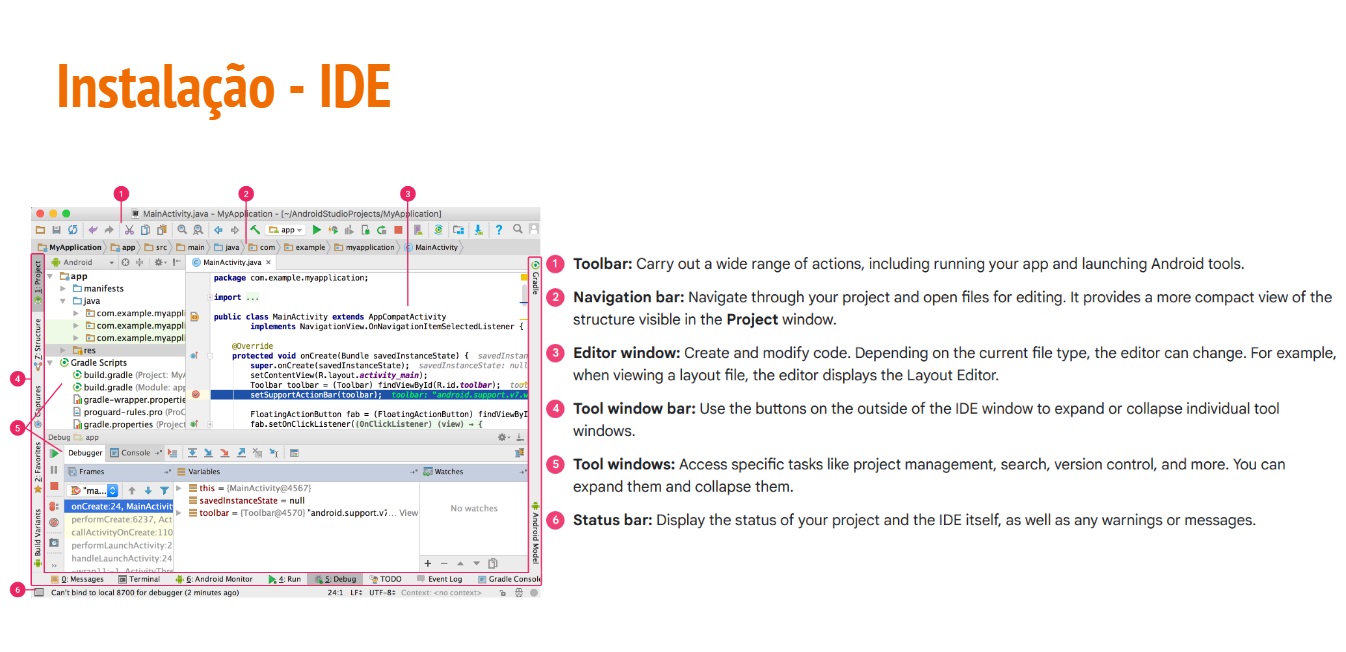 Instalação - IDE
1
2
3
MainActivity.java – MyApplication – [~/AndroidStudioProjects/MyApplication]
app
MyApplication app src main java com example myapplication MainActivity
Android
MainActivity.java ×
1: Project
Z: Structure
Captures
2: Favorites
Build Variants
Gradle
Android Model
app
manifests
java
com.example.myappl
com.example.myappl
com.example.myappl
res
Gradle Scripts
build.gradle (Project: MyA
build.gradle (Module: app
gradle-wrapper.propertie
proguard-rules.pro (ProC
gradle.properties (Project
package com.example.myapplication;
import ...
public class MainActivity extends AppCompatActivity
implements NavigationView.OnNavigationItemSelectedListener {
@Override
protected void onCreate(Bundle savedInstanceState) { savedInstan
super.onCreate(savedInstanceState); savedInstanceState: null
setContentView(R.layout.activity_main);
Toolbar toolbar = (Toolbar) findViewById(R.id.toolbar); tool
setSupportActionBar(toolbar); toolbar: "android.support.v7.w
FloatingActionButton fab = (FloatingActionButton) findViewByI
fab.setOnClickListener((OnClickListener) (view) → {
4
5
Debug app
Debugger Console
Frames Variables Watches
"ma...
onCreate:24, MainActivit
performCreate:6237, Act
callActivityOnCreate:110
performLaunchActivity:2
handleLaunchActivity:24
-wrap11:-1, ActivityThre
this = {MainActivity@4567}
savedInstanceState = null
toolbar = {Toolbar@4570} "android.support.v7... View
No watches
0: Messages Terminal 6: Android Monitor 4: Run 5: Debug TODO Event Log Gradle Console
6
Can't bind to local 8700 for debugger (2 minutes ago) 24:1 LF÷ UTF-8÷ Context: <no context>
1 Toolbar: Carry out a wide range of actions, including running your app and launching Android tools.
2 Navigation bar: Navigate through your project and open files for editing. It provides a more compact view of the
structure visible in the Project window.
3 Editor window: Create and modify code. Depending on the current file type, the editor can change. For example,
when viewing a layout file, the editor displays the Layout Editor.
4 Tool window bar: Use the buttons on the outside of the IDE window to expand or collapse individual tool
windows.
5 Tool windows: Access specific tasks like project management, search, version control, and more. You can
expand them and collapse them.
6 Status bar: Display the status of your project and the IDE itself, as well as any warnings or messages.